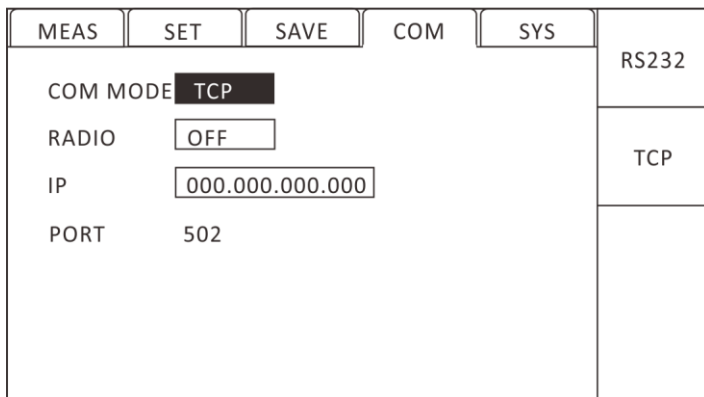 MEAS SET SAVE COM SYS
RS232
COM MODE TCP
RADIO OFF
TCP
IP 000.000.000.000
PORT 502